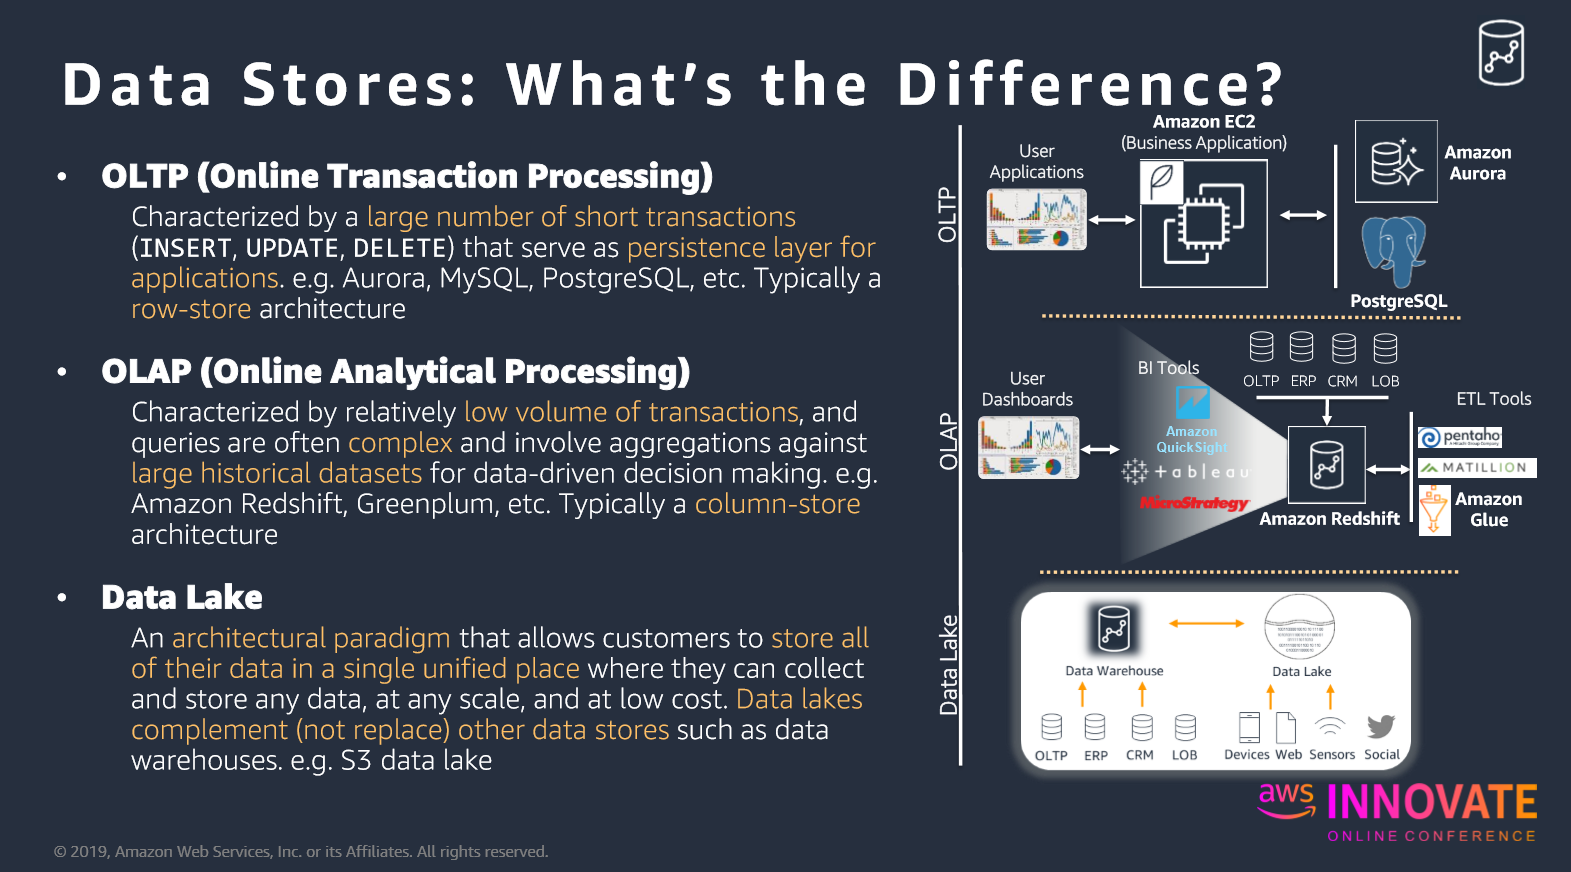 Data Stores: What's the Difference?
• OLTP (Online Transaction Processing)
Characterized by a large number of short transactions
(INSERT, UPDATE, DELETE) that serve as persistence layer for
applications. e.g. Aurora, MySQL, PostgreSQL, etc. Typically a
row-store architecture
• OLAP (Online Analytical Processing)
Characterized by relatively low volume of transactions, and
queries are often complex and involve aggregations against
large historical datasets for data-driven decision making. e.g.
Amazon Redshift, Greenplum, etc. Typically a column-store
architecture
• Data Lake
An architectural paradigm that allows customers to store all
of their data in a single unified place where they can collect
and store any data, at any scale, and at low cost. Data lakes
complement (not replace) other data stores such as data
warehouses. e.g. S3 data lake
OLTP
User
Applications
Amazon EC2
(Business Application)
Amazon
Aurora
PostgreSQL
OLAP
User
Dashboards
BI Tools
Amazon
QuickSight
+ableau
MicroStrategy
OLTP ERP CRM LOB
Amazon Redshift
ETL Tools
pentaho
A Hitachi Group Company
MATILLION
Amazon
Glue
Data Lake
Data Warehouse
Data Lake
OLTP ERP CRM LOB
Devices Web Sensors Social
aws INNOVATE
ONLINE CONFERENCE
© 2019, Amazon Web Services, Inc. or its Affiliates. All rights reserved.